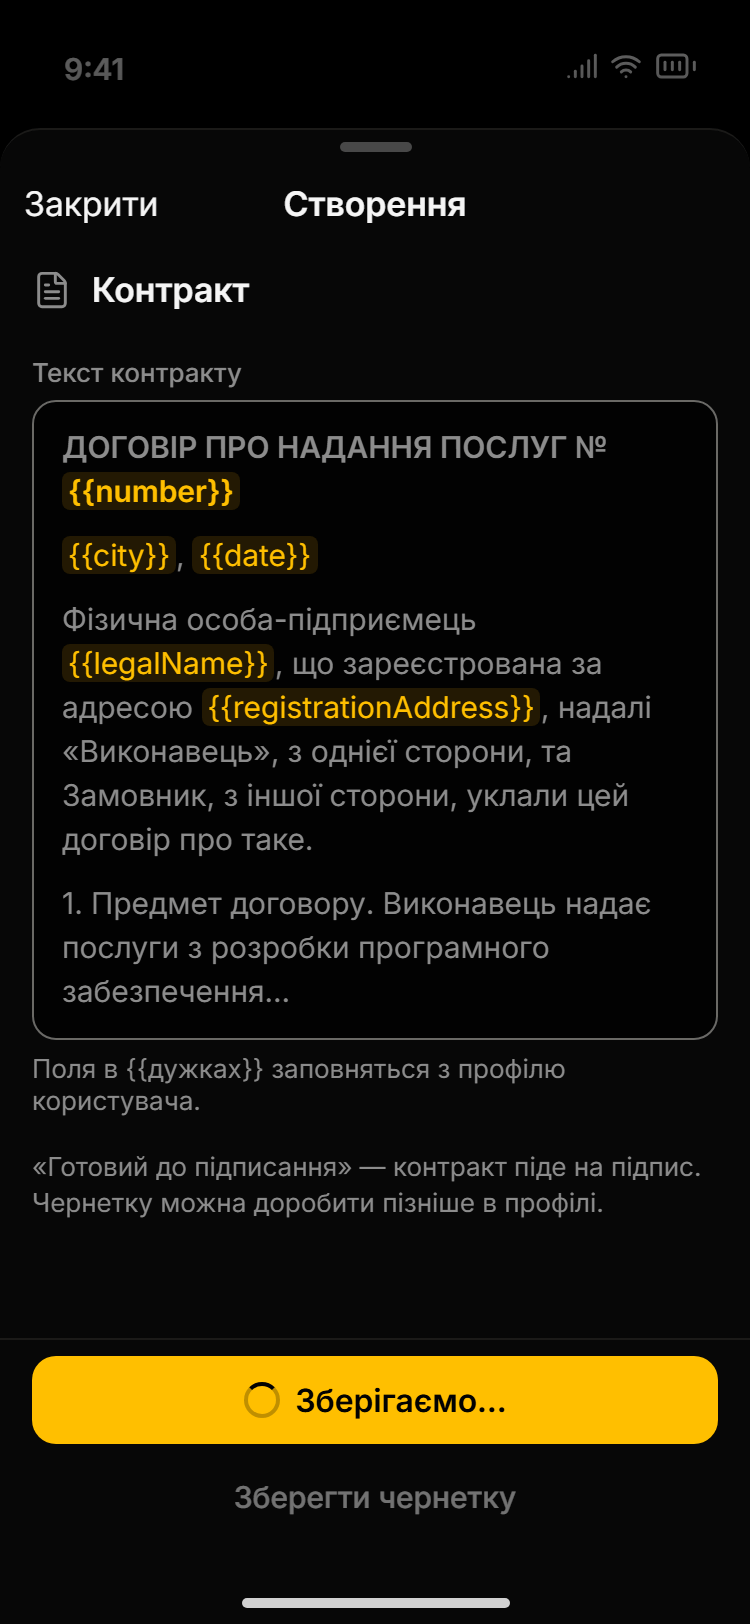 9:41
Закрити
Створення
Контракт
Текст контракту
ДОГОВІР ПРО НАДАННЯ ПОСЛУГ №
{{number}}
{{city}}, {{date}}
Фізична особа-підприємець
{{legalName}}, що зареєстрована за
адресою {{registrationAddress}}, надалі
«Виконавець», з однієї сторони, та
Замовник, з іншої сторони, уклали цей
договір про таке.
1. Предмет договору. Виконавець надає
послуги з розробки програмного
забезпечення...
Поля в {{дужках}} заповняться з профілю
користувача.
«Готовий до підписання» — контракт піде на підпис.
Чернетку можна доробити пізніше в профілі.
Зберігаємо...
Зберегти чернетку